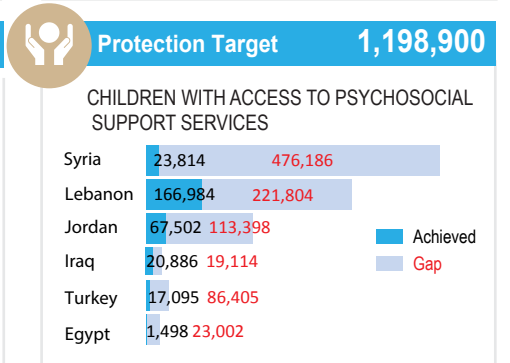 Protection Target 1,198,900
CHILDREN WITH ACCESS TO PSYCHOSOCIAL
SUPPORT SERVICES
Syria 23,814 476,186
Lebanon 166,984 221,804
Jordan 67,502 113,398
Iraq 20,886 19,114
Turkey 17,095 86,405
Egypt 1,498 23,002
Achieved
Gap